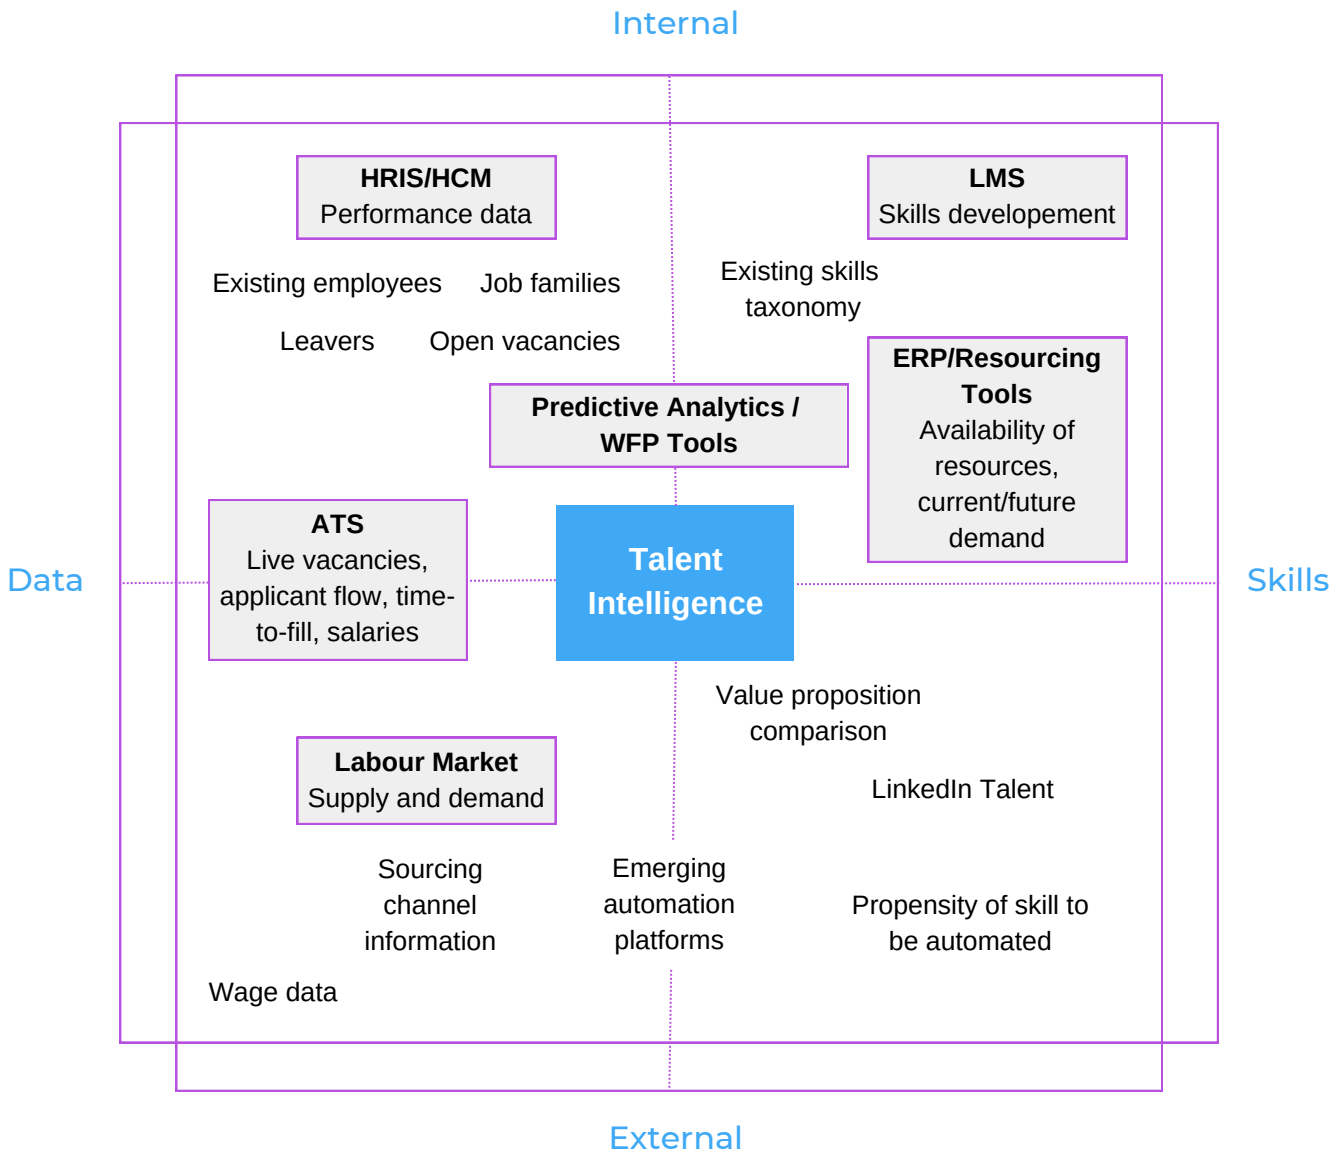 Internal
HRIS/HCM
Performance data
LMS
Skills developement
Existing employees
Job families
Existing skills
taxonomy
Leavers
Open vacancies
ERP/Resourcing
Tools
Availability of
resources,
current/future
demand
Predictive Analytics /
WFP Tools
ATS
Live vacancies,
applicant flow, time-
to-fill, salaries
Talent
Intelligence
Data
Skills
Value proposition
comparison
Labour Market
Supply and demand
LinkedIn Talent
Sourcing
channel
information
Emerging
automation
platforms
Propensity of skill to
be automated
Wage data
External